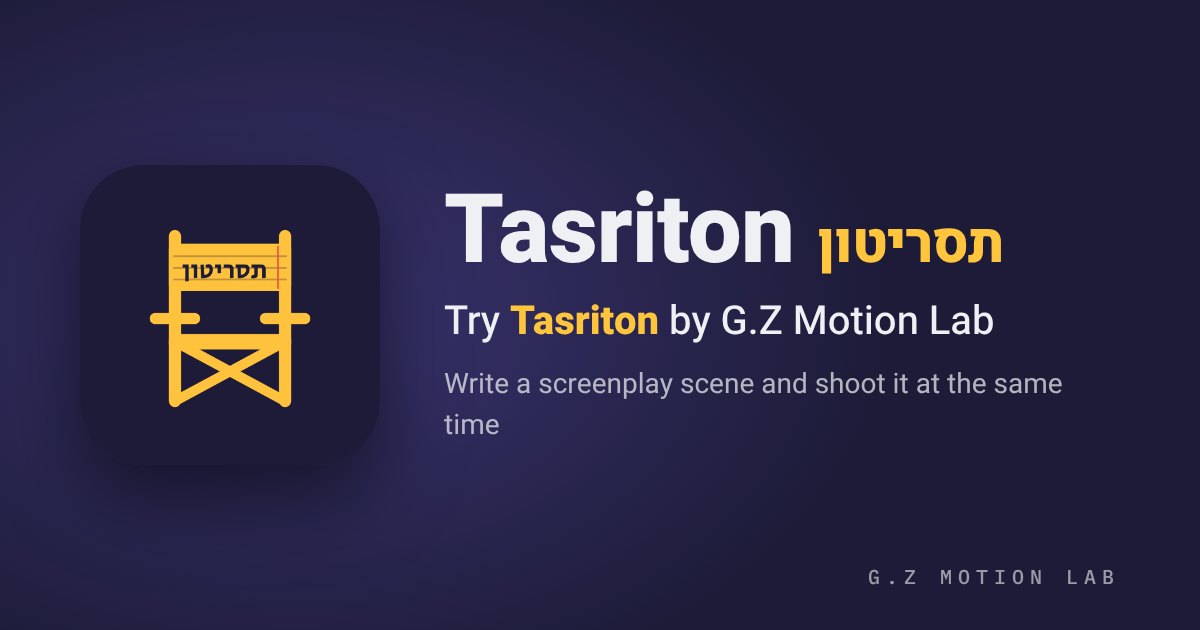 תסריטון
Tasriton תסריטון
Try Tasriton by G.Z Motion Lab
Write a screenplay scene and shoot it at the same
time
G.Z MOTION LAB